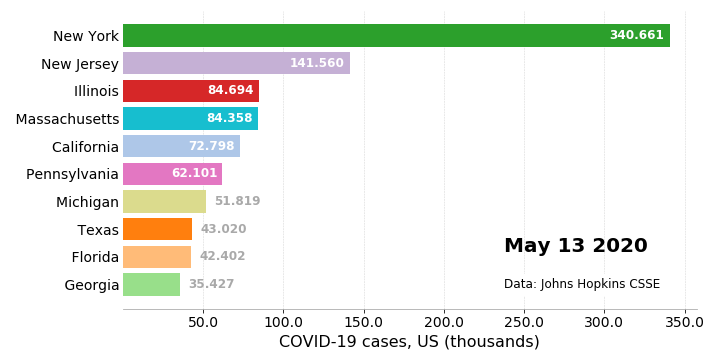 New York 340.661
New Jersey 141.560
Illinois 84.694
Massachusetts 84.358
California 72.798
Pennsylvania 62.101
Michigan 51.819
Texas 43.020
Florida 42.402
Georgia 35.427
May 13 2020
Data: Johns Hopkins CSSE
50.0 100.0 150.0 200.0 250.0 300.0 350.0
COVID-19 cases, US (thousands)